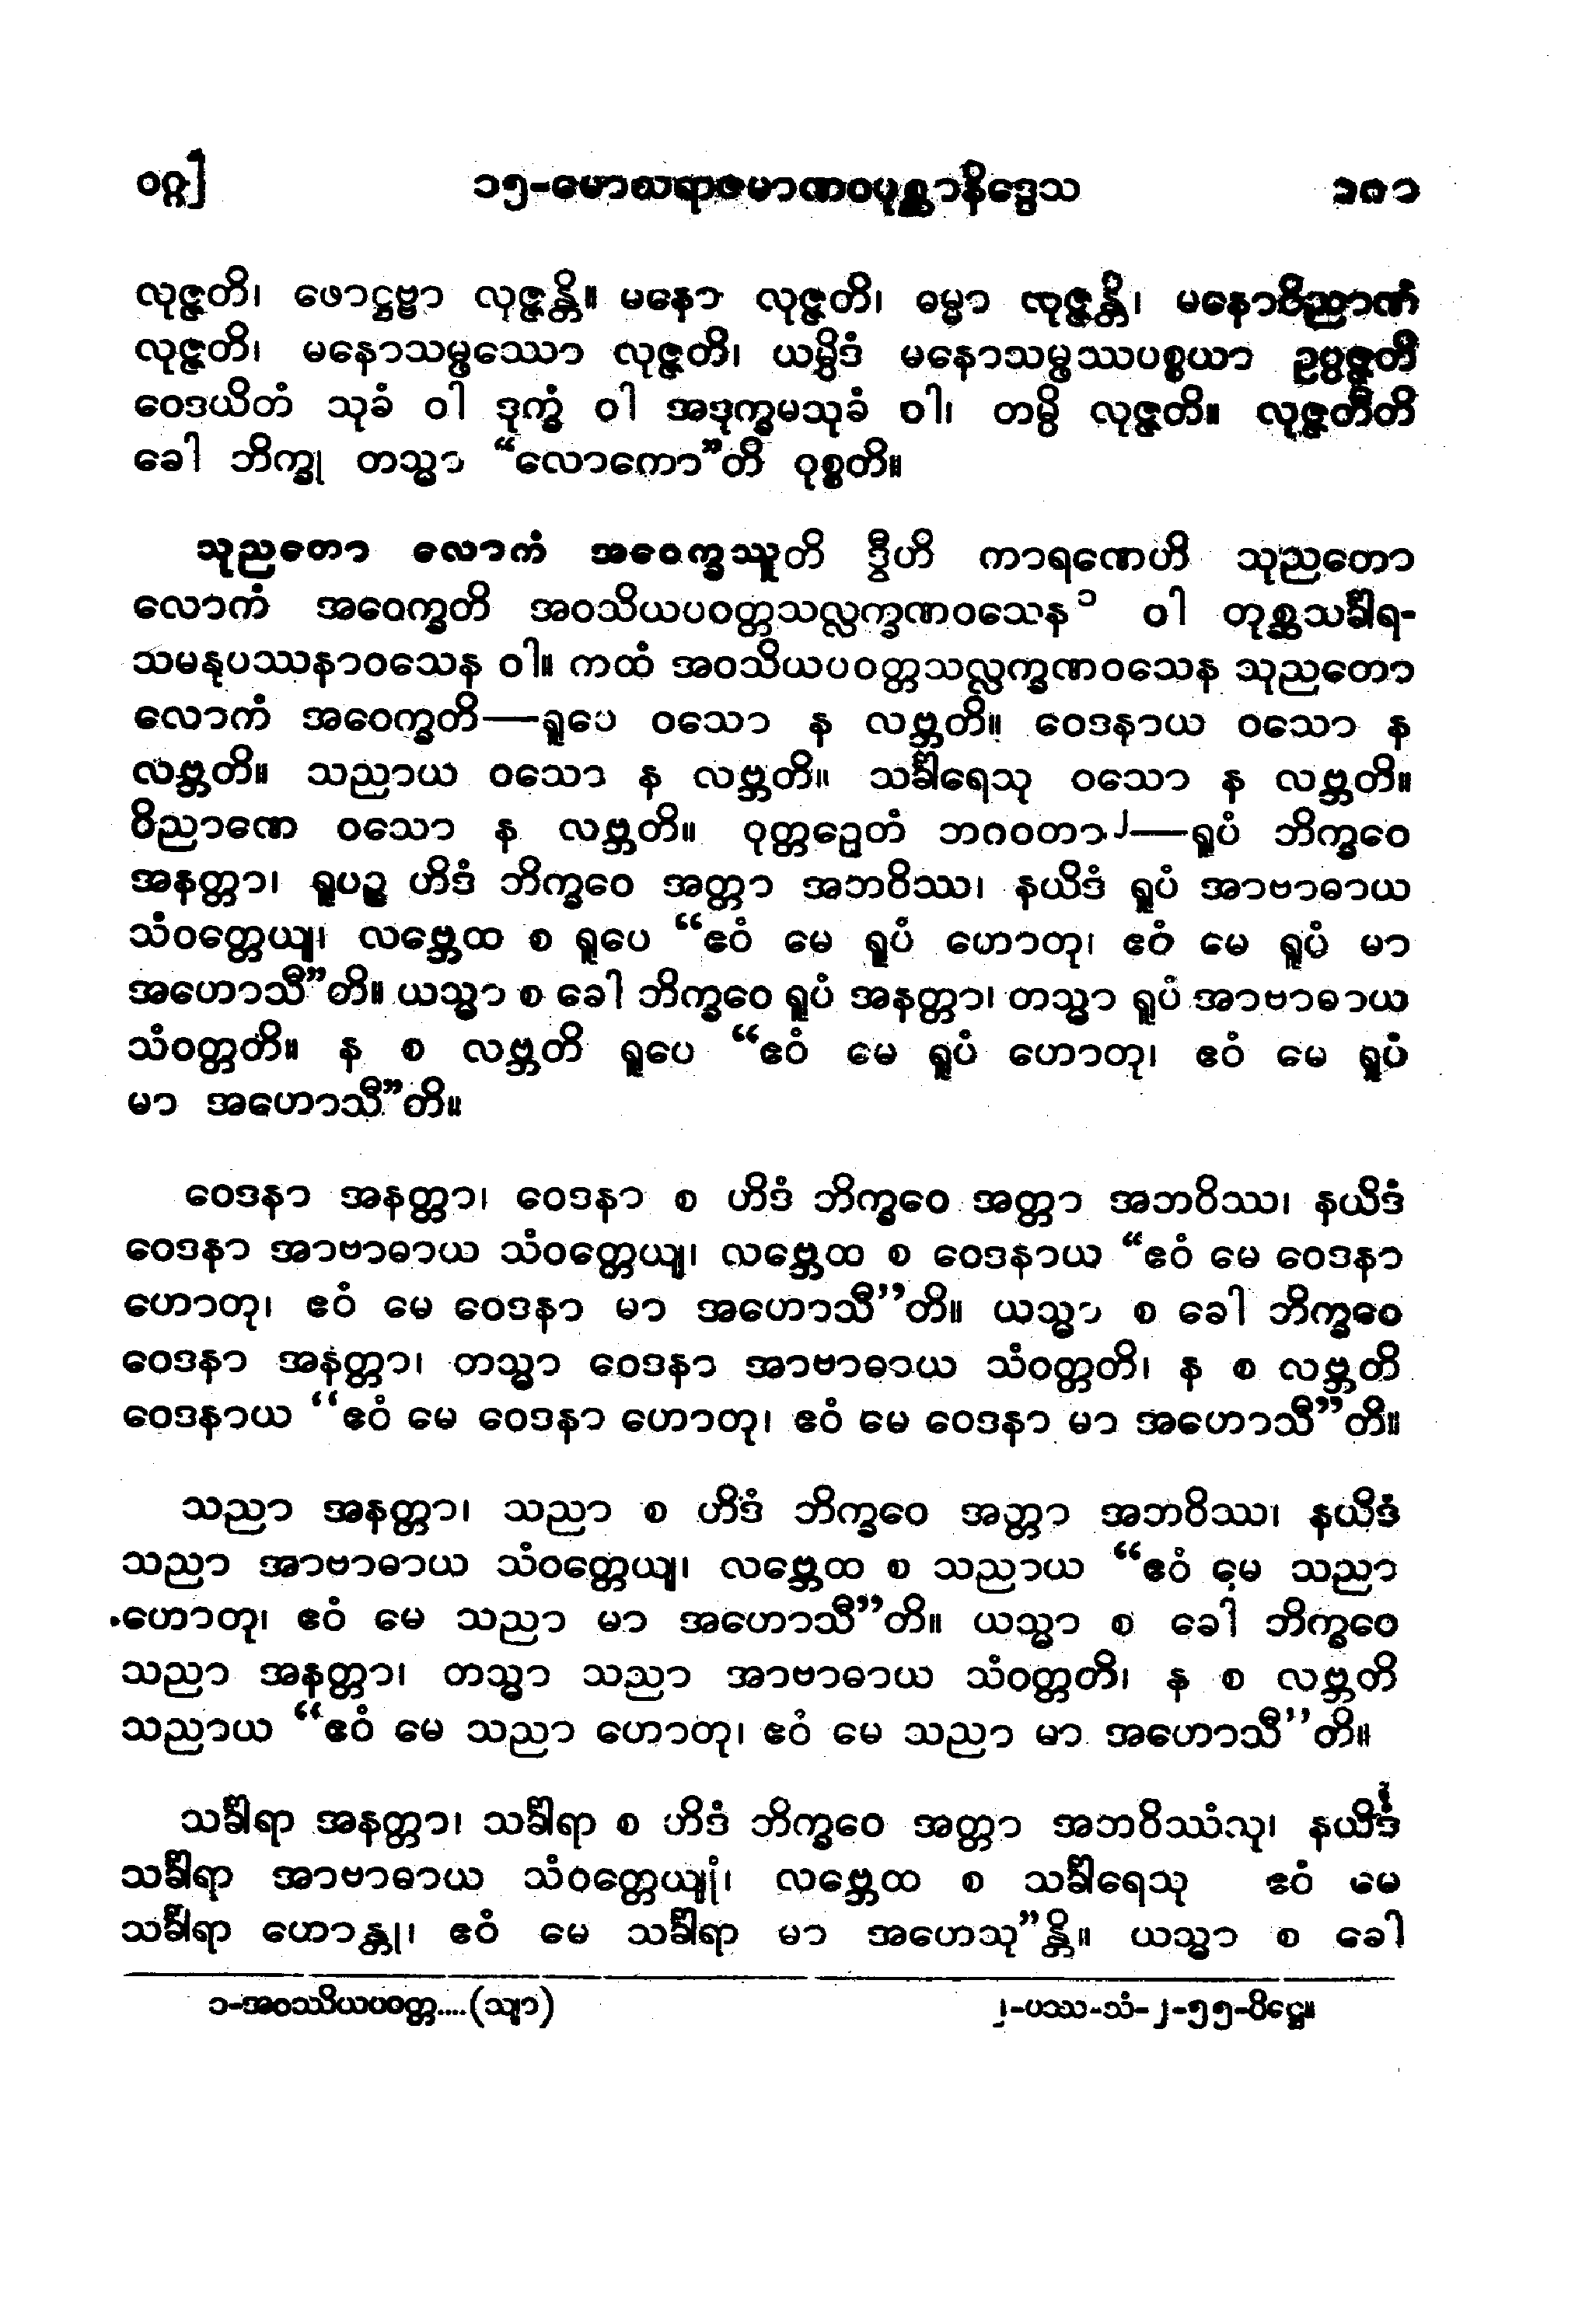 ဝဂ္ဂ]
၁၅-မောဃရာဇမာဏဝပုစ္ဆာနိဒ္ဒေသ
၁၈၁
လုဇ္ဇတိ၊ ဖောဋ္ဌဗ္ဗာ လုဇ္ဇန္တိ။ မနော လုဇ္ဇတိ၊ ဓမ္မာ လုဇ္ဇန္တိ၊ မနောဝိညာဏံ
လုဇ္ဇတိ၊ မနောသမ္ဖဿော လုဇ္ဇတိ၊ ယမ္ပိဒံ မနောသမ္ဖဿပစ္စယာ ဥပ္ပဇ္ဇတိ
ဝေဒယိတံ သုခံ ဝါ ဒုက္ခံ ဝါ အဒုက္ခမသုခံ ဝါ၊ တမ္ပိ လုဇ္ဇတိ။ လုဇ္ဇတီတိ
ခေါ ဘိက္ခု တသ္မာ “လောကော”တိ ဝုစ္စတိ။
သုညတော လောကံ အဝေက္ခဿူတိ ဒွီဟိ ကာရဏေဟိ သုညတော
လောကံ အဝေက္ခတိ အဝသိယပဝတ္တသလ္လက္ခဏဝသေန၁ ဝါ တုစ္ဆသင်္ခါရ-
သမနုပဿနာဝသေန ဝါ။ ကထံ အဝသိယပဝတ္တသလ္လက္ခဏဝသေန သုညတော
လောကံ အဝေက္ခတိ—ရူပေ ဝသော န လဗ္ဘတိ။ ဝေဒနာယ ဝသော န
လဗ္ဘတိ။ သညာယ ဝသော န လဗ္ဘတိ။ သင်္ခါရေသု ဝသော န လဗ္ဘတိ။
ဝိညာဏေ ဝသော န လဗ္ဘတိ။ ဝုတ္တဉှေတံ ဘဂဝတာ၂—ရူပံ ဘိက္ခဝေ
အနတ္တာ၊ ရူပဉ္စ ဟိဒံ ဘိက္ခဝေ အတ္တာ အဘဝိဿ၊ နယိဒံ ရူပံ အာဗာဓာယ
သံဝတ္တေယျ၊ လဗ္ဘေထ စ ရူပေ “ဧဝံ မေ ရူပံ ဟောတု၊ ဧဝံ မေ ရူပံ မာ
အဟောသီ”တိ။ ယသ္မာ စ ခေါ ဘိက္ခဝေ ရူပံ အနတ္တာ၊ တသ္မာ ရူပံ အာဗာဓာယ
သံဝတ္တတိ။ န စ လဗ္ဘတိ ရူပေ “ဧဝံ မေ ရူပံ ဟောတု၊ ဧဝံ မေ ရူပံ
မာ အဟောသီ”တိ။
ဝေဒနာ အနတ္တာ၊ ဝေဒနာ စ ဟိဒံ ဘိက္ခဝေ အတ္တာ အဘဝိဿ၊ နယိဒံ
ဝေဒနာ အာဗာဓာယ သံဝတ္တေယျ၊ လဗ္ဘေထ စ ဝေဒနာယ “ဧဝံ မေ ဝေဒနာ
ဟောတု၊ ဧဝံ မေ ဝေဒနာ မာ အဟောသီ”တိ။ ယသ္မာ စ ခေါ ဘိက္ခဝေ
ဝေဒနာ အနတ္တာ၊ တသ္မာ ဝေဒနာ အာဗာဓာယ သံဝတ္တတိ၊ န စ လဗ္ဘတိ
ဝေဒနာယ “ဧဝံ မေ ဝေဒနာ ဟောတု၊ ဧဝံ မေ ဝေဒနာ မာ အဟောသီ”တိ။
သညာ အနတ္တာ၊ သညာ စ ဟိဒံ ဘိက္ခဝေ အတ္တာ အဘဝိဿ၊ နယိဒံ
သညာ အာဗာဓာယ သံဝတ္တေယျ၊ လဗ္ဘေထ စ သညာယ “ဧဝံ မေ သညာ
ဟောတု၊ ဧဝံ မေ သညာ မာ အဟောသီ”တိ။ ယသ္မာ စ ခေါ ဘိက္ခဝေ
သညာ အနတ္တာ၊ တသ္မာ သညာ အာဗာဓာယ သံဝတ္တတိ၊ န စ လဗ္ဘတိ
သညာယ “ဧဝံ မေ သညာ ဟောတု၊ ဧဝံ မေ သညာ မာ အဟောသီ”တိ။
သင်္ခါရာ အနတ္တာ၊ သင်္ခါရာ စ ဟိဒံ ဘိက္ခဝေ အတ္တာ အဘဝိဿံသု၊ နယိဒံ
သင်္ခါရာ အာဗာဓာယ သံဝတ္တေယျုံ၊ လဗ္ဘေထ စ သင်္ခါရေသု ဧဝံ မေ
သင်္ခါရာ ဟောန္တု၊ ဧဝံ မေ သင်္ခါရာ မာ အဟေသု”န္တိ။ ယသ္မာ စ ခေါ
၁-အဝဿိယပဝတ္တ....(သျာ)
၂-ပဿ-သံ-၂-၅၅-ပိဋ္ဌေ။